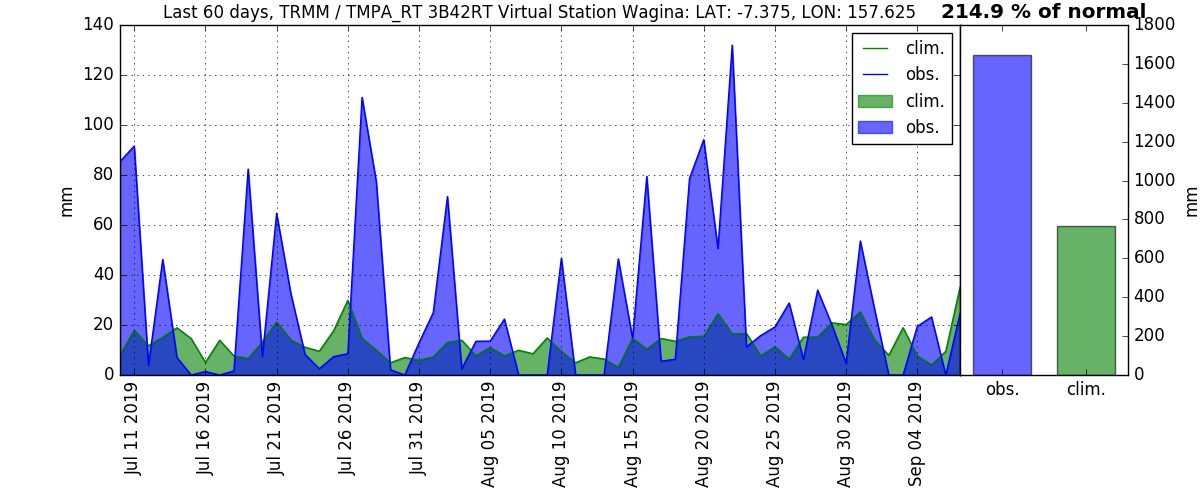 Last 60 days, TRMM / TMPA_RT 3B42RT Virtual Station Wagina: LAT: -7.375, LON: 157.625
214.9 % of normal
140
120
100
80
60
40
20
0
mm
clim.
obs.
clim.
obs.
1800
1600
1400
1200
1000
800
600
400
200
0
mm
Jul 11 2019
Jul 16 2019
Jul 21 2019
Jul 26 2019
Jul 31 2019
Aug 05 2019
Aug 10 2019
Aug 15 2019
Aug 20 2019
Aug 25 2019
Aug 30 2019
Sep 04 2019
obs.
clim.